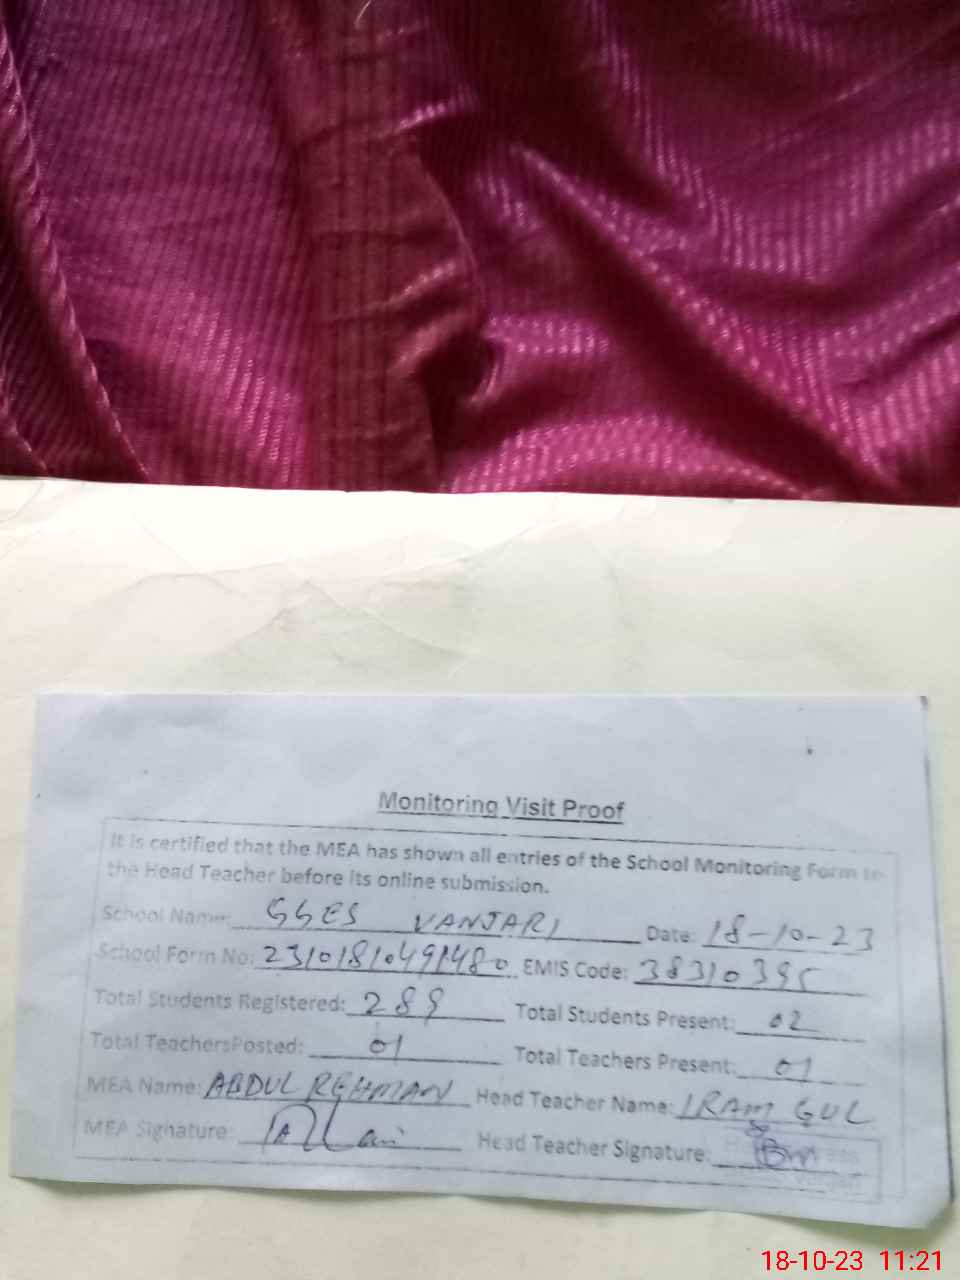 Monitoring Visit Proof
It is certified that the MEA has shown all entries of the School Monitoring Form to
the Head Teacher before its online submission.
School Name: GGES VANJARI Date: 18-10-23
School Form No: 23101810491480 EMIS Code: 38310395
Total Students Registered: 289 Total Students Present: 02
Total TeachersPosted: 01 Total Teachers Present: 01
MEA Name: ABDUL REHMAN Head Teacher Name: IRAM GUL
MEA Signature: Head Teacher Signature:
18-10-23 11:21